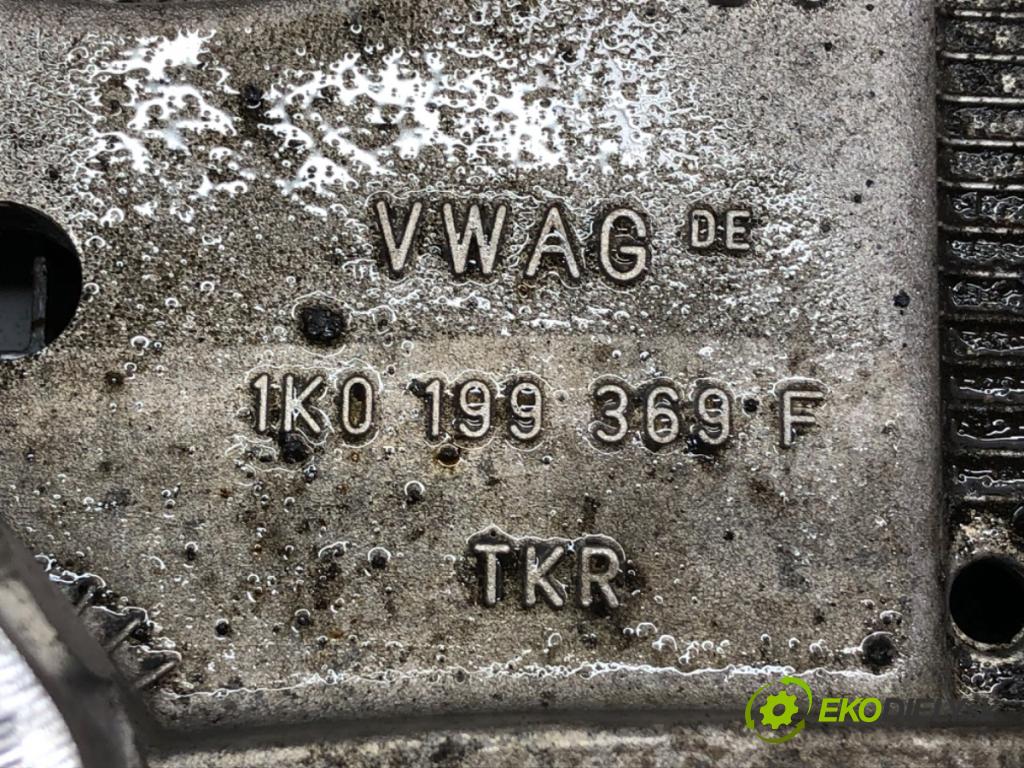 VWAG DE
1K0 199 369 F
TKR
EKODIELY